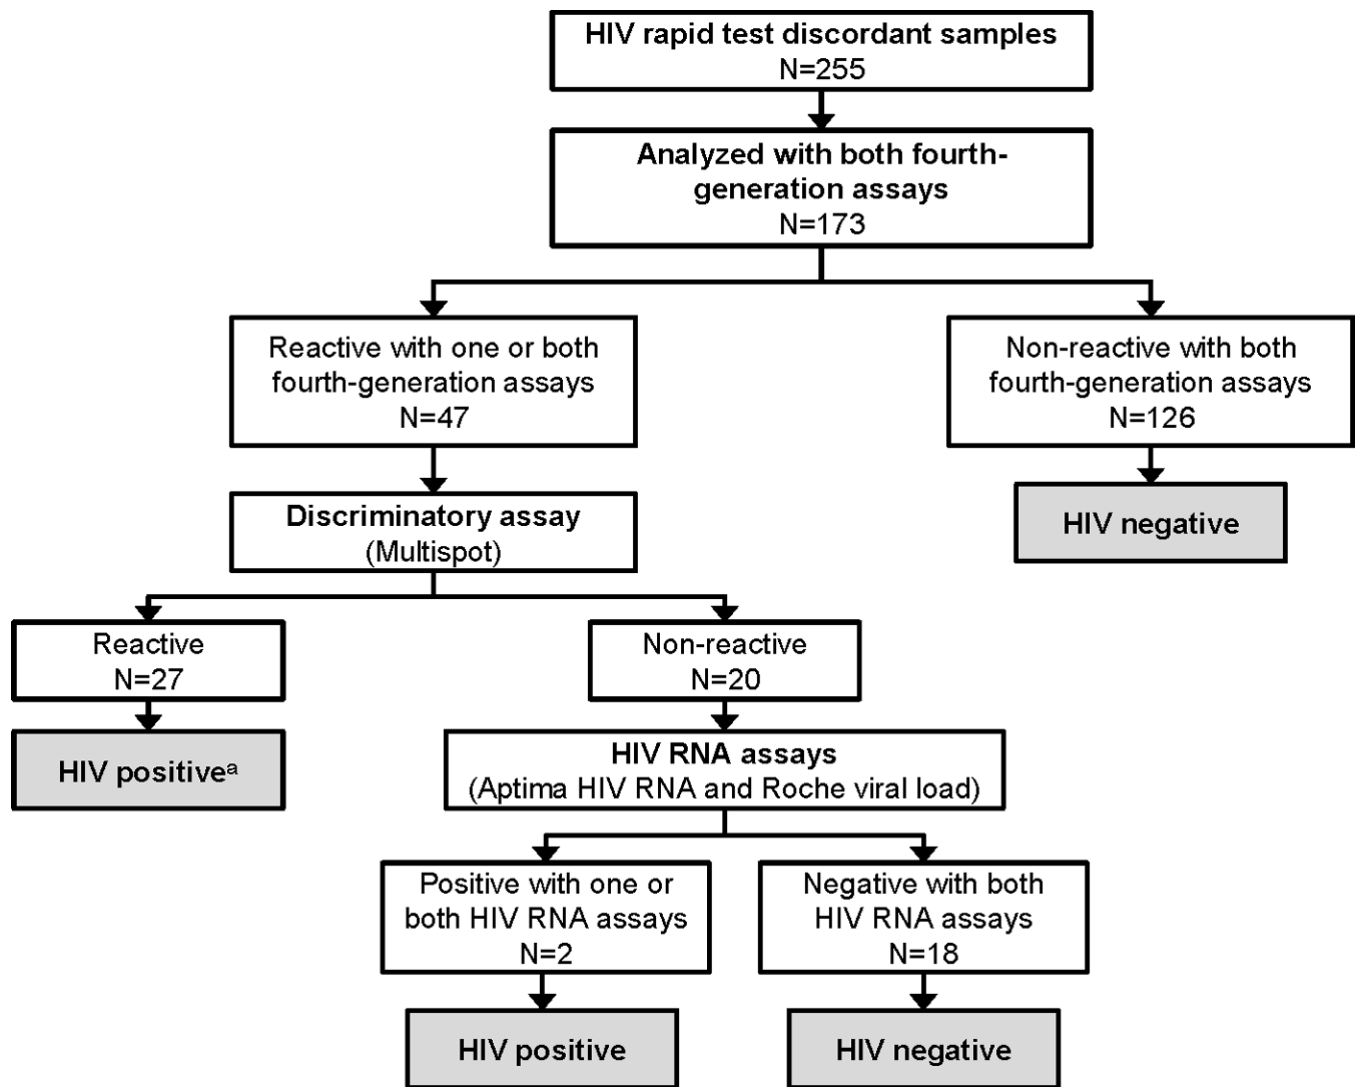 HIV rapid test discordant samples
N=255
Analyzed with both fourth-
generation assays
N=173
Reactive with one or both
fourth-generation assays
N=47
Non-reactive with both
fourth-generation assays
N=126
Discriminatory assay
(Multispot)
HIV negative
Reactive
N=27
Non-reactive
N=20
HIV positiveᵃ
HIV RNA assays
(Aptima HIV RNA and Roche viral load)
Positive with one or
both HIV RNA assays
N=2
Negative with both
HIV RNA assays
N=18
HIV positive
HIV negative